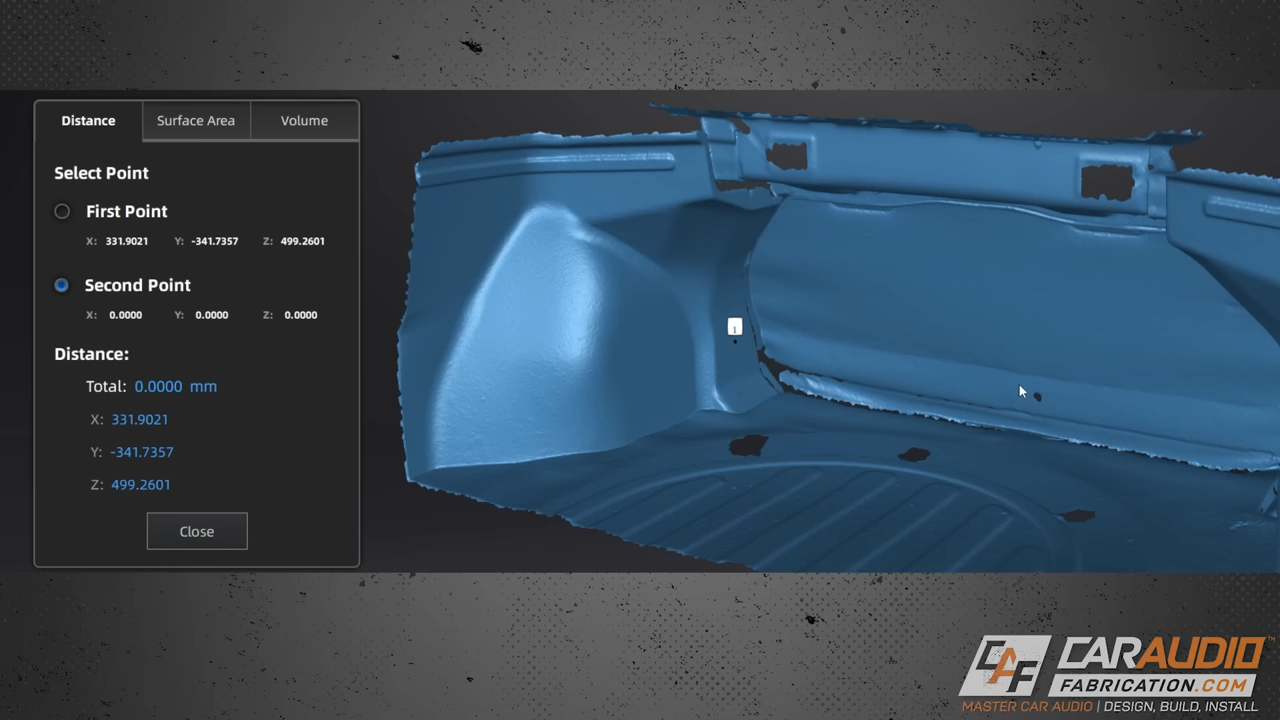 Distance Surface Area Volume
Select Point
First Point
X: 331.9021 Y: -341.7357 Z: 499.2601
Second Point
X: 0.0000 Y: 0.0000 Z: 0.0000
Distance:
Total: 0.0000 mm
X: 331.9021
Y: -341.7357
Z: 499.2601
Close
1
CAF
CARAUDIO™
FABRICATION.COM
MASTER CAR AUDIO | DESIGN, BUILD, INSTALL